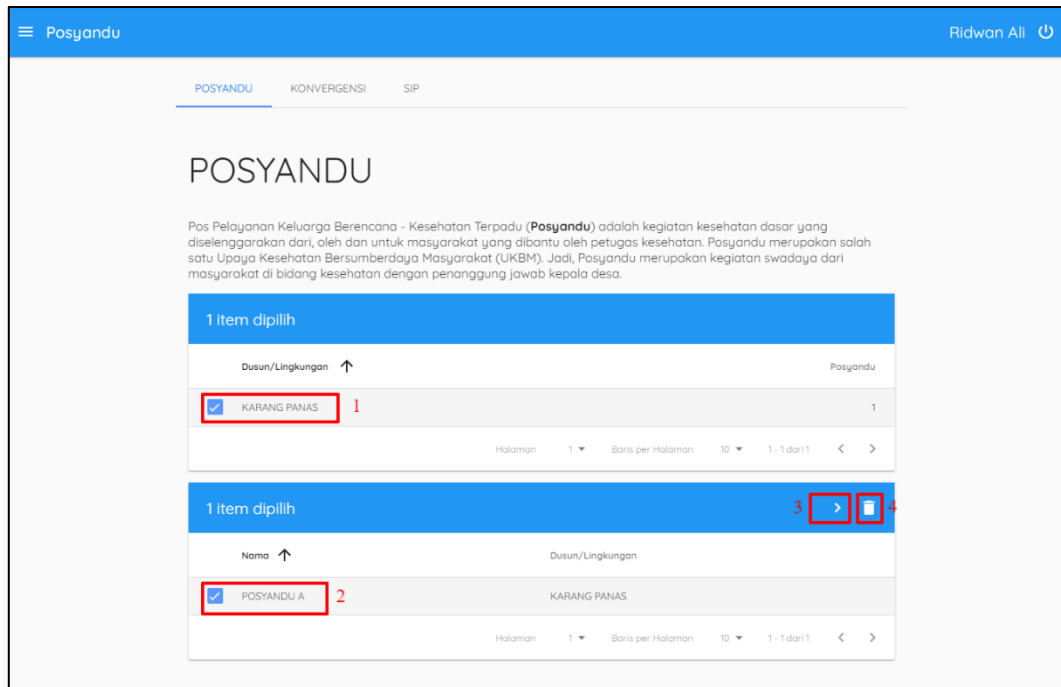 Posyandu
Ridwan Ali
POSYANDU KONVERGENSI SIP
POSYANDU
Pos Pelayanan Keluarga Berencana - Kesehatan Terpadu (Posyandu) adalah kegiatan kesehatan dasar yang
diselenggarakan dari, oleh dan untuk masyarakat yang dibantu oleh petugas kesehatan. Posyandu merupakan salah
satu Upaya Kesehatan Bersumberdaya Masyarakat (UKBM). Jadi, Posyandu merupakan kegiatan swadaya dari
masyarakat di bidang kesehatan dengan penanggung jawab kepala desa.
1 item dipilih
Dusun/Lingkungan Posyandu
KARANG PANAS 1 1
Halaman 1 Baris per Halaman 10 1 - 1 dari 1
1 item dipilih 3 4
Nama Dusun/Lingkungan
POSYANDU A 2 KARANG PANAS
Halaman 1 Baris per Halaman 10 1 - 1 dari 1